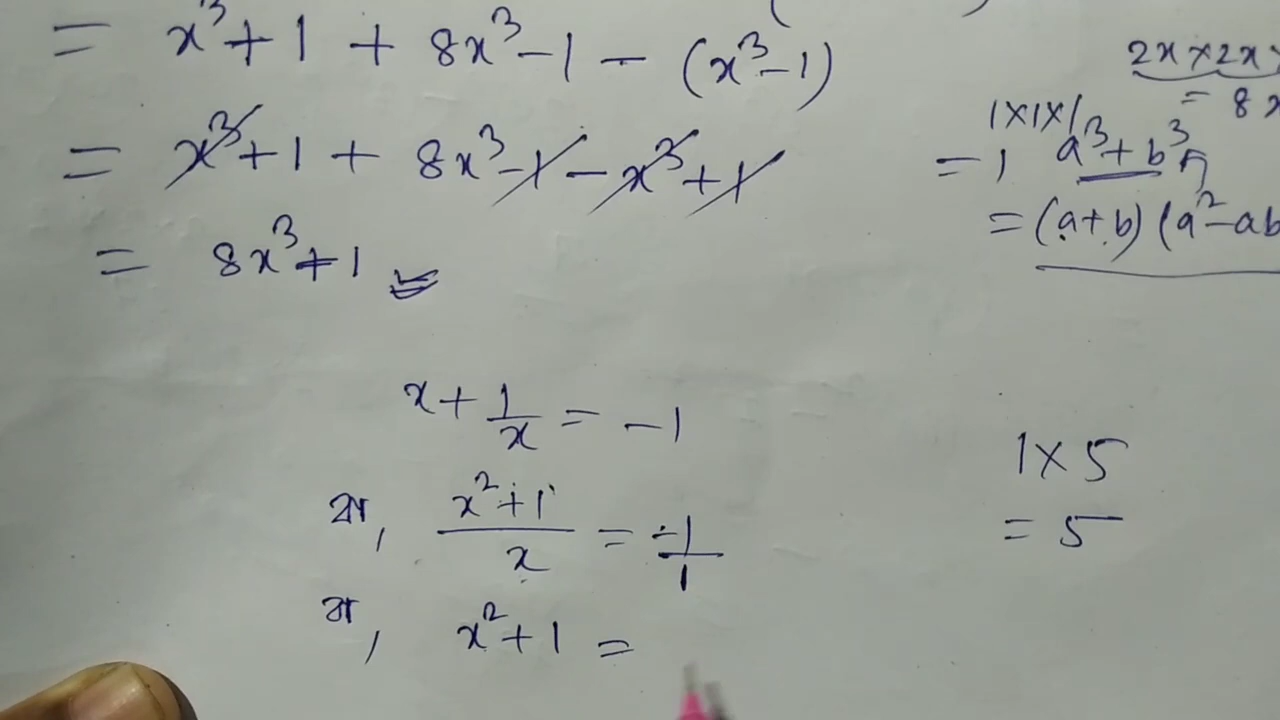 = x³+1 + 8x³-1 - (x³-1)
= x³+1 + 8x³-1-x³+1
= 8x³+1
2x×2x×
= 8x
1×1×1
= 1
a³+b³
= (a+b) (a²-ab
x + 1/x = -1
বা, (x²+1)/x = -1/1
বা, x²+1 =
1×5
= 5